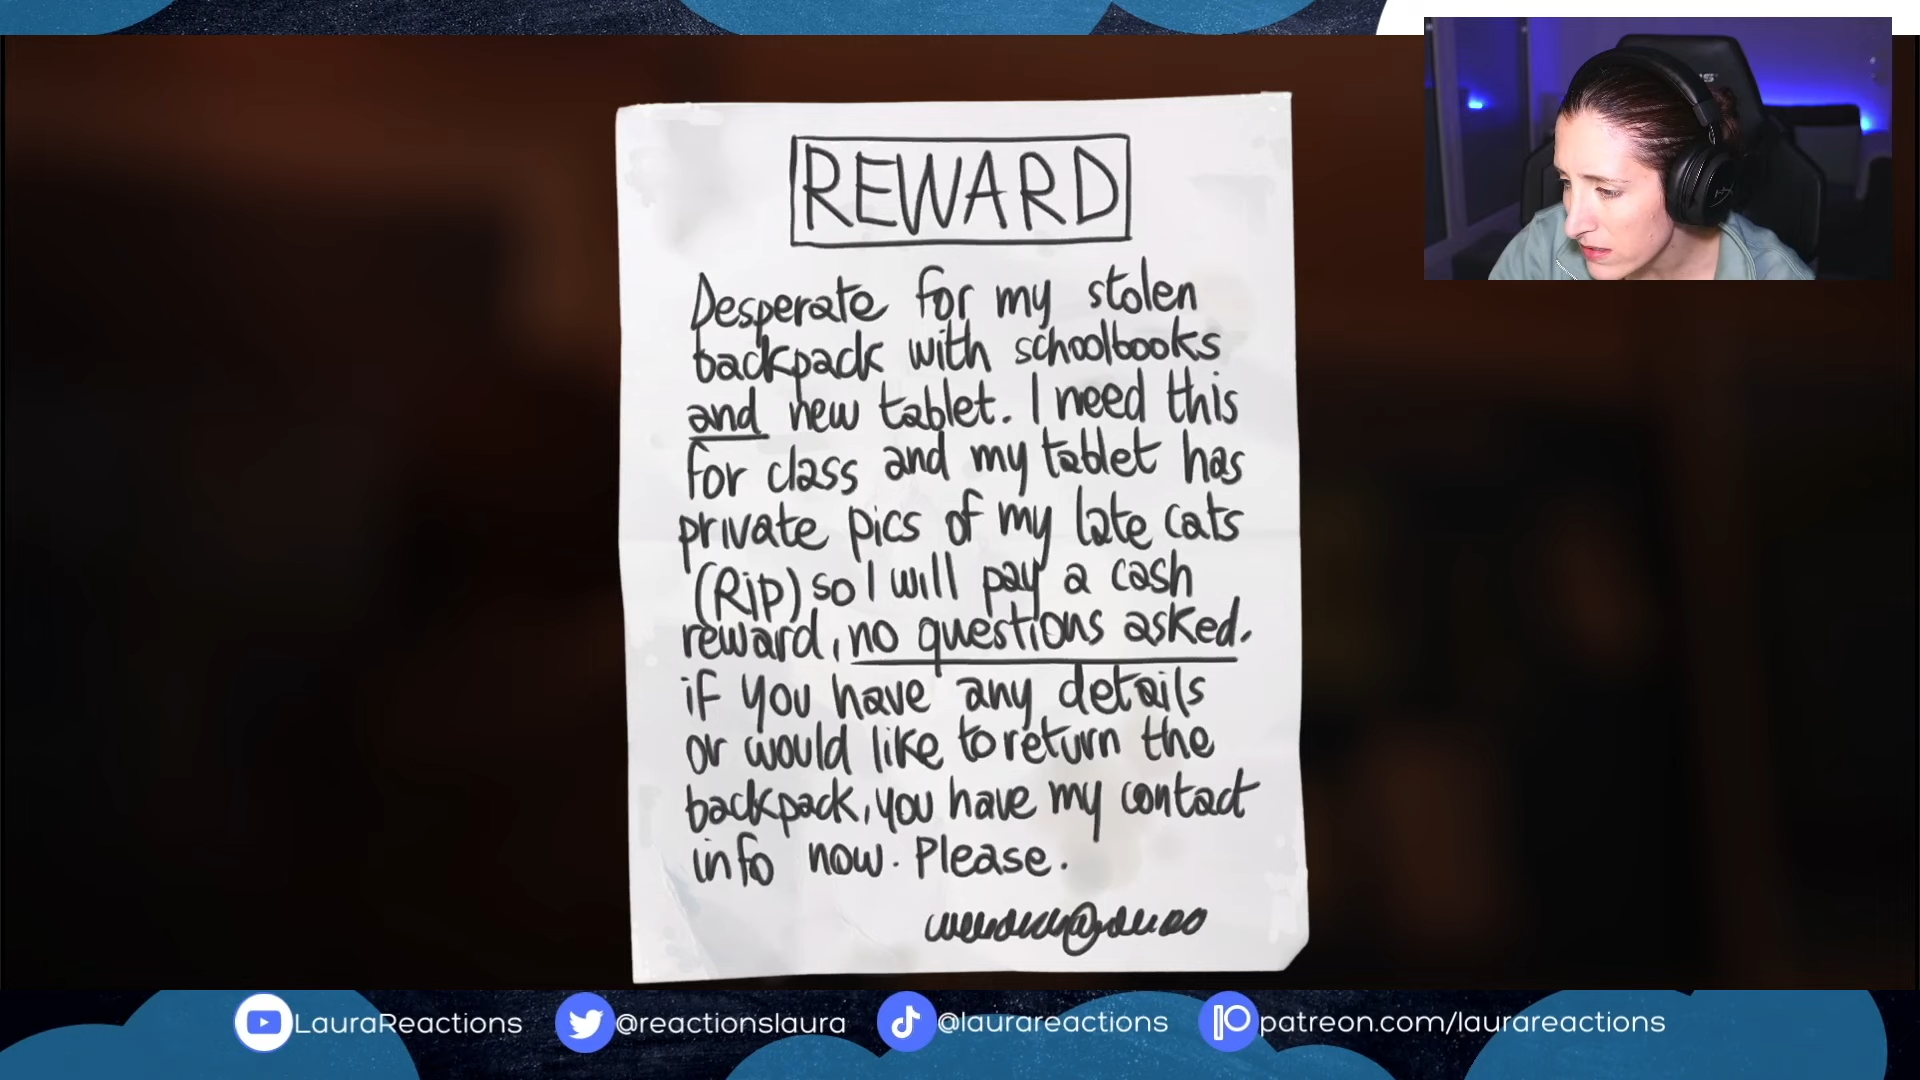 REWARD
Desperate for my stolen
backpack with schoolbooks
and new tablet. I need this
for class and my tablet has
private pics of my late cats
(Rip) so I will pay a cash
reward, no questions asked.
if you have any details
or would like to return the
backpack, you have my contact
info now. Please.
LauraReactions @reactionslaura @laurareactions patreon.com/laurareactions